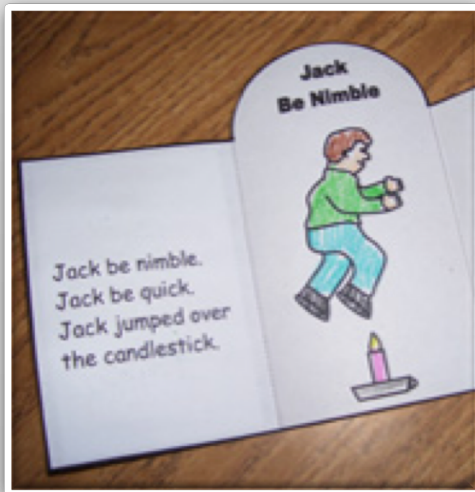 Jack
Be Nimble
Jack be nimble.
Jack be quick.
Jack jumped over
the candlestick.